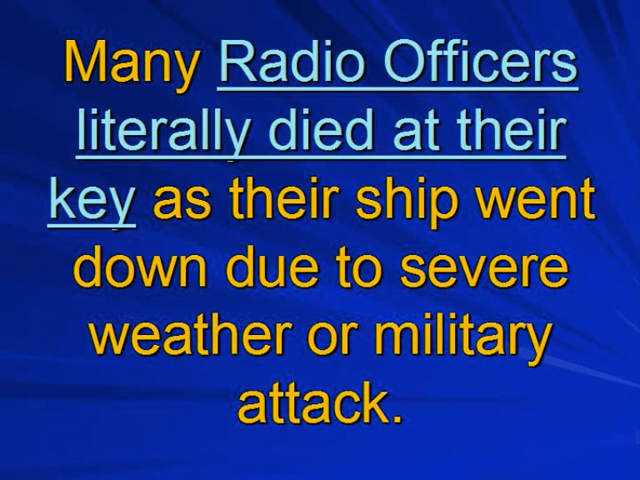 Many Radio Officers
literally died at their
key as their ship went
down due to severe
weather or military
attack.